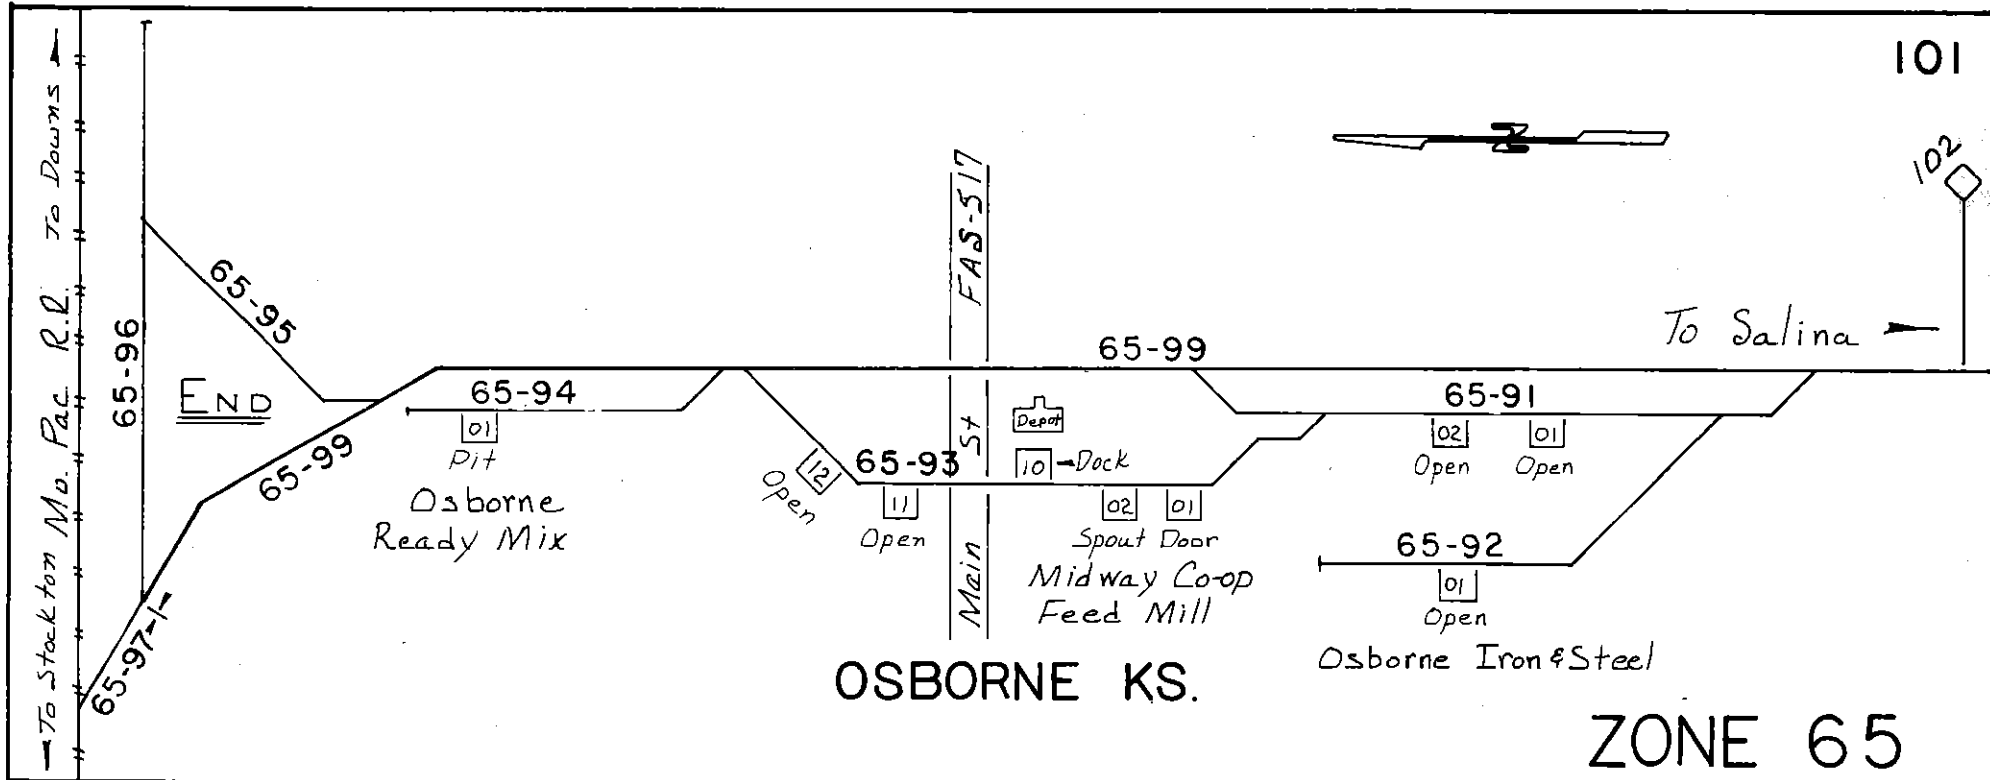 101
102
To Salina
← To Stockton Mo. Pac R.R. To Downs →
65-96
65-95
END
65-99
65-97
1
65-94
01
Pit
Osborne
Ready Mix
Main St FAS-517
65-99
Depot
12
Open
65-93
11
Open
10 Dock
02
Spout
01
Door
Midway Co-op
Feed Mill
65-91
02
Open
01
Open
65-92
01
Open
Osborne Iron & Steel
OSBORNE KS.
ZONE 65
N